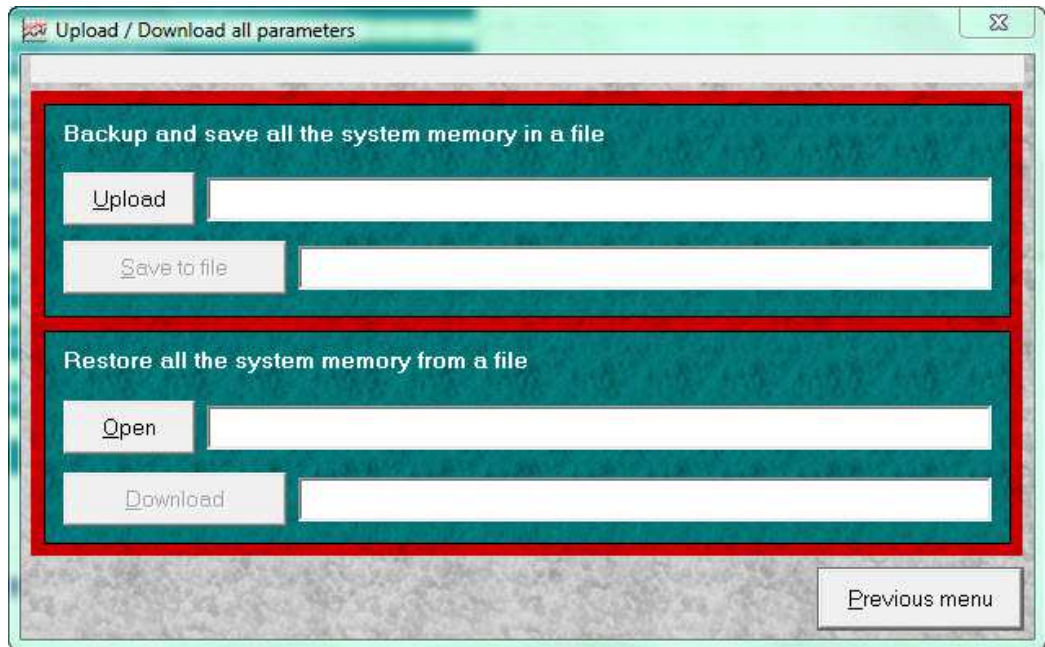 Upload / Download all parameters
Backup and save all the system memory in a file
Upload
Save to file
Restore all the system memory from a file
Open
Download
Previous menu